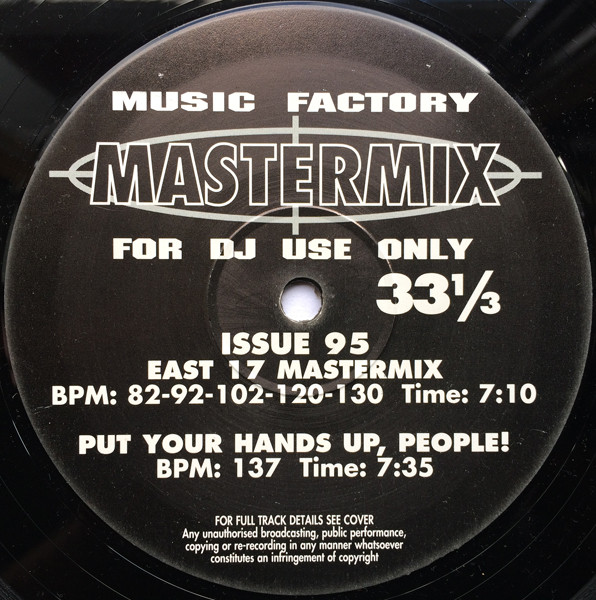 MUSIC FACTORY
MASTERMIX
FOR DJ USE ONLY
33⅓
ISSUE 95
EAST 17 MASTERMIX
BPM: 82-92-102-120-130 Time: 7:10
PUT YOUR HANDS UP, PEOPLE!
BPM: 137 Time: 7:35
FOR FULL TRACK DETAILS SEE COVER
Any unauthorised broadcasting, public performance,
copying or re-recording in any manner whatsoever
constitutes an infringement of copyright